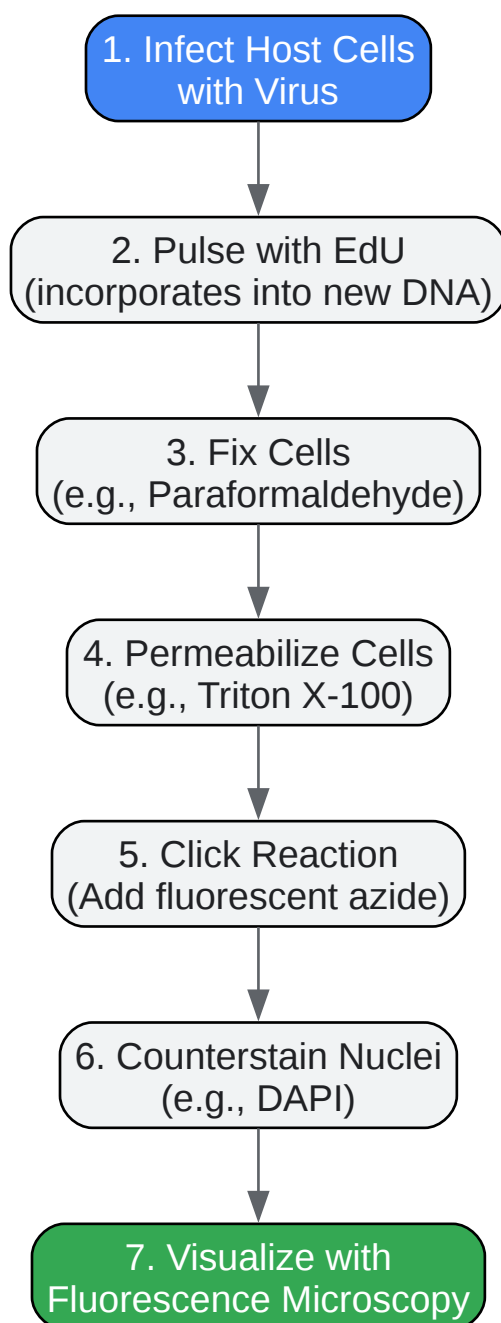 1. Infect Host Cells
with Virus
2. Pulse with EdU
(incorporates into new DNA)
3. Fix Cells
(e.g., Paraformaldehyde)
4. Permeabilize Cells
(e.g., Triton X-100)
5. Click Reaction
(Add fluorescent azide)
6. Counterstain Nuclei
(e.g., DAPI)
7. Visualize with
Fluorescence Microscopy